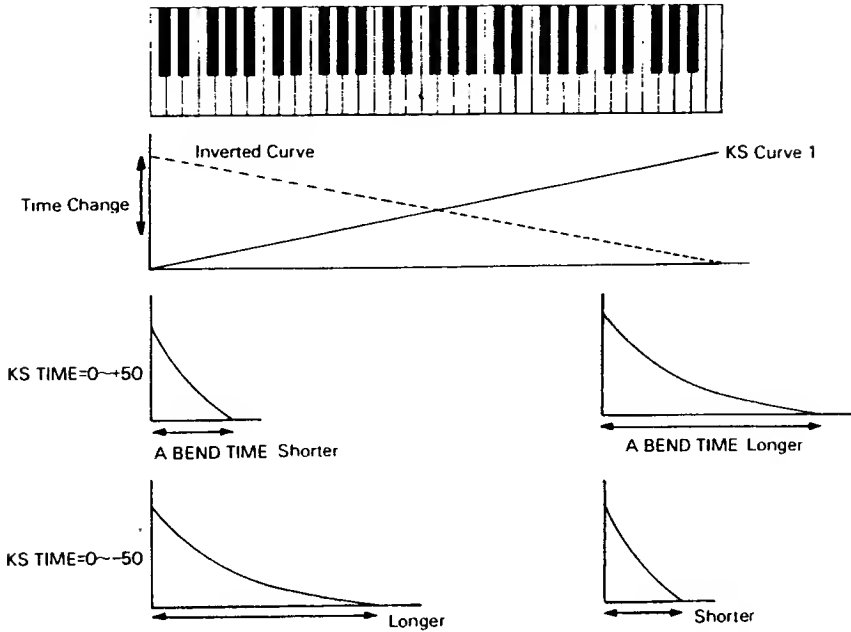 Inverted Curve
KS Curve 1
Time Change
KS TIME=0~+50
A BEND TIME Shorter
A BEND TIME Longer
KS TIME=0~-50
Longer
Shorter